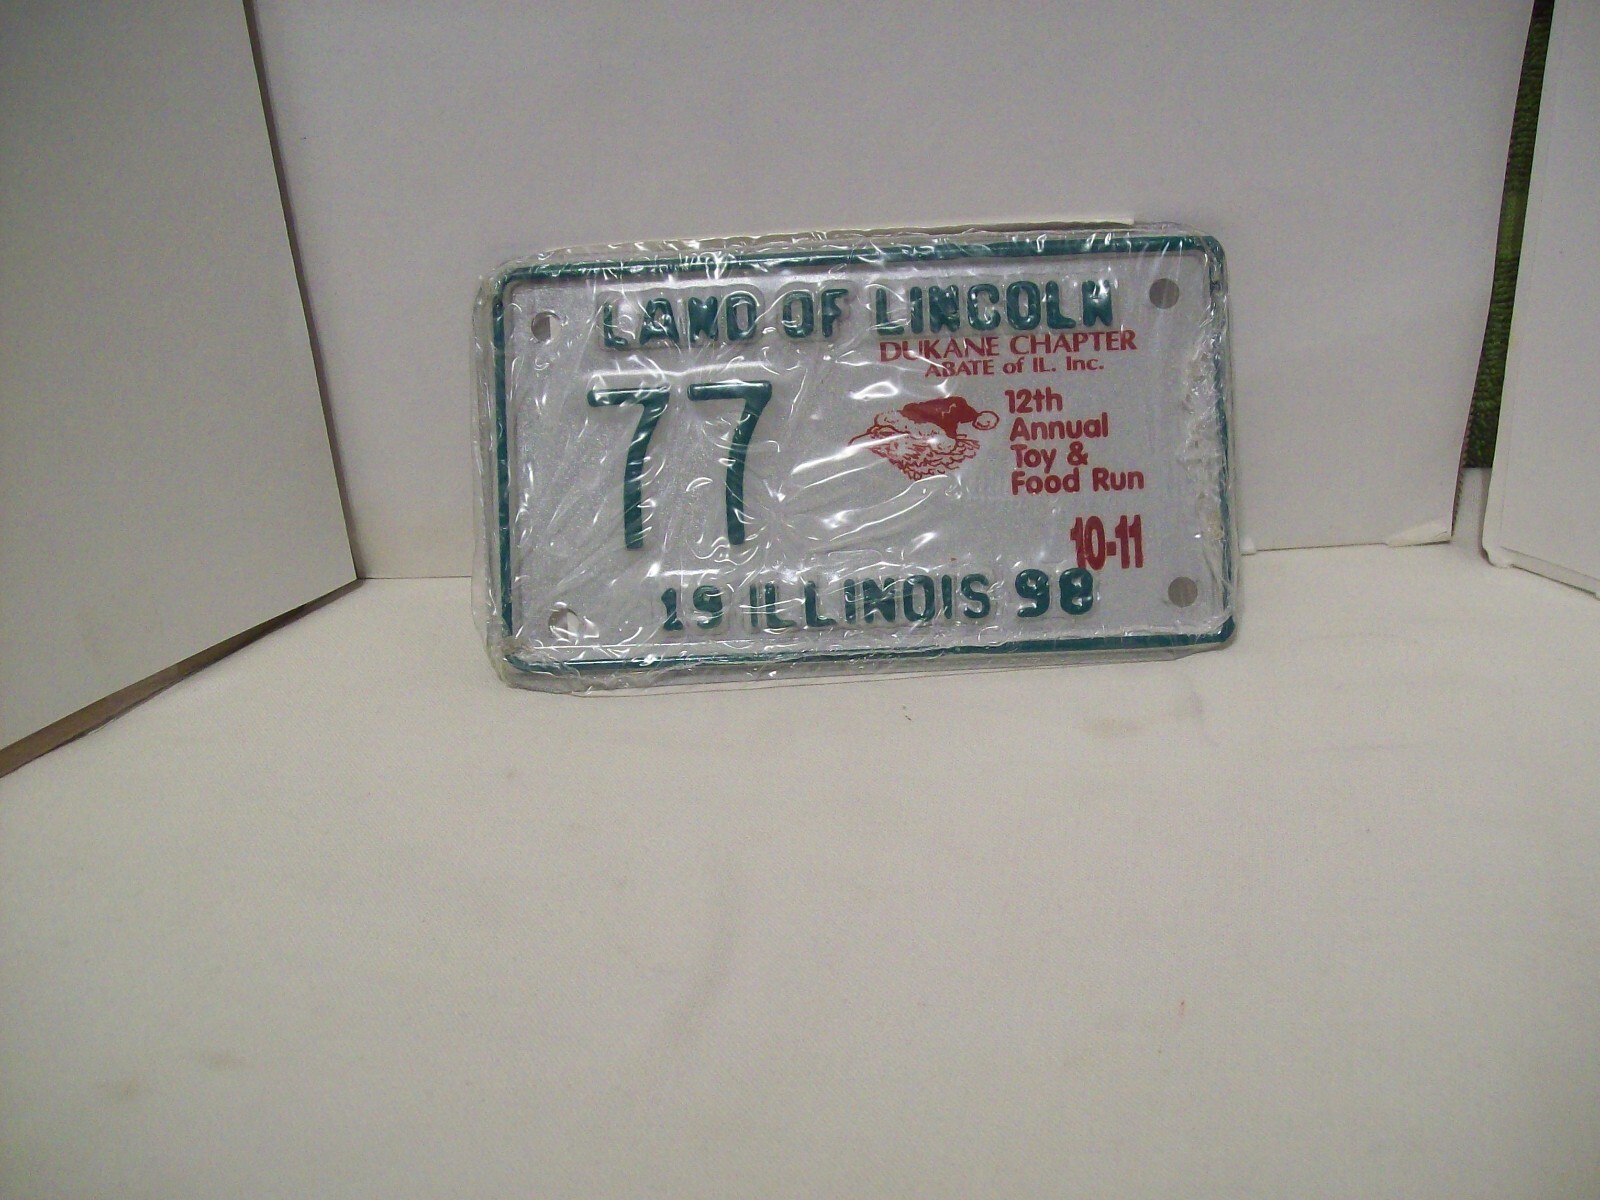 LAND OF LINCOLN
DUKANE CHAPTER
ABATE of IL. Inc.
77
12th
Annual
Toy &
Food Run
10-11
19 ILLINOIS 98